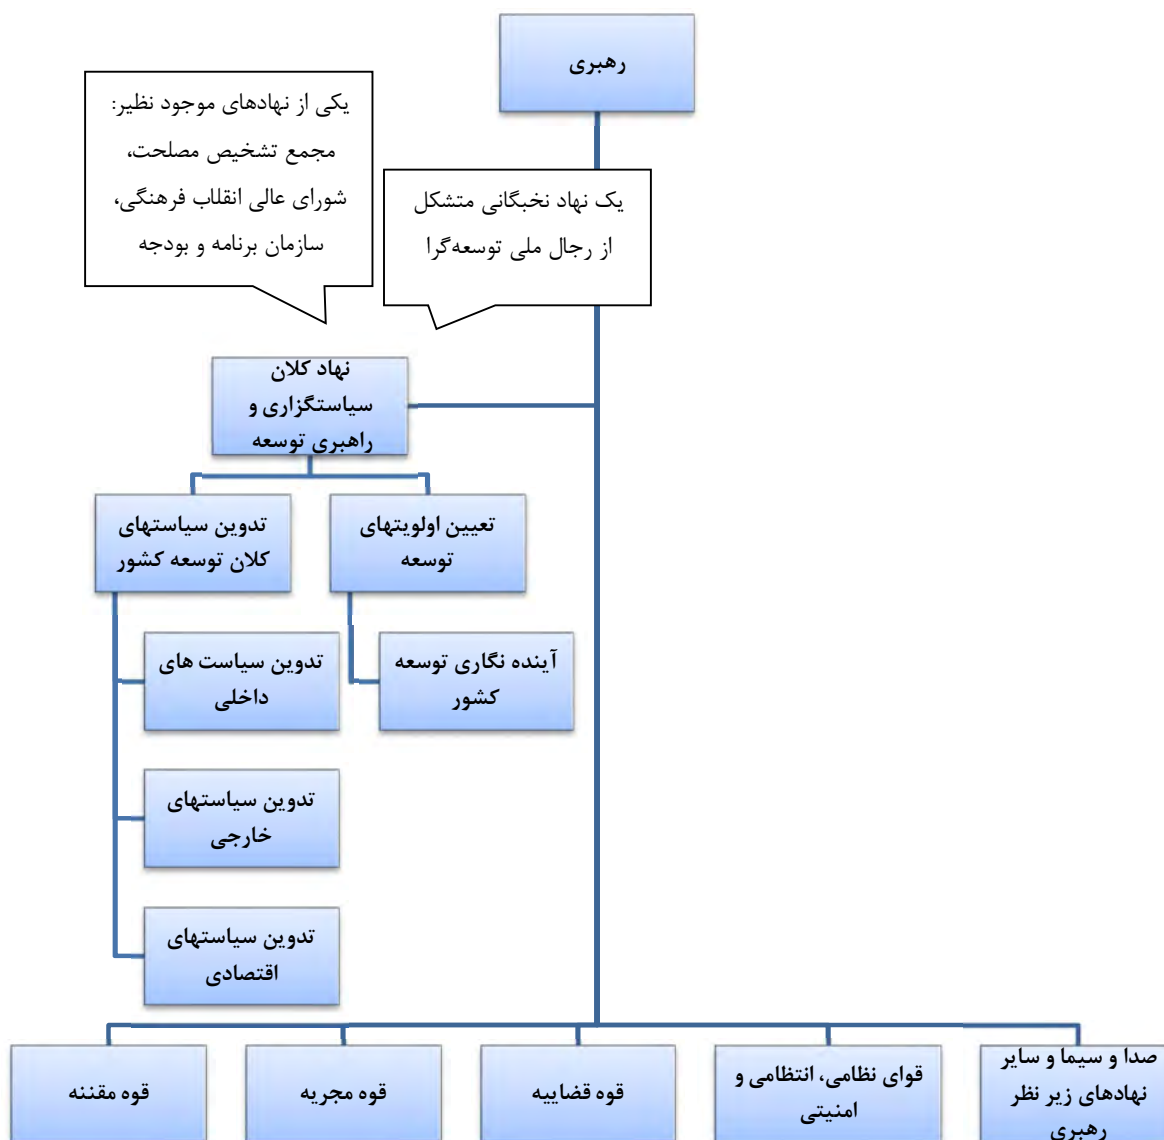 رهبری
یکی از نهادهای موجود نظیر:
مجمع تشخیص مصلحت،
شورای عالی انقلاب فرهنگی،
سازمان برنامه و بودجه
یک نهاد نخبگانی متشکل
از رجال ملی توسعه‌گرا
نهاد کلان
سیاستگزاری و
راهبری توسعه
تعیین اولویتهای
توسعه
تدوین سیاستهای
کلان توسعه کشور
آینده نگاری توسعه
کشور
تدوین سیاست های
داخلی
تدوین سیاستهای
خارجی
تدوین سیاستهای
اقتصادی
صدا و سیما و سایر
نهادهای زیر نظر
رهبری
قوای نظامی، انتظامی و
امنیتی
قوه قضاییه
قوه مجریه
قوه مقننه